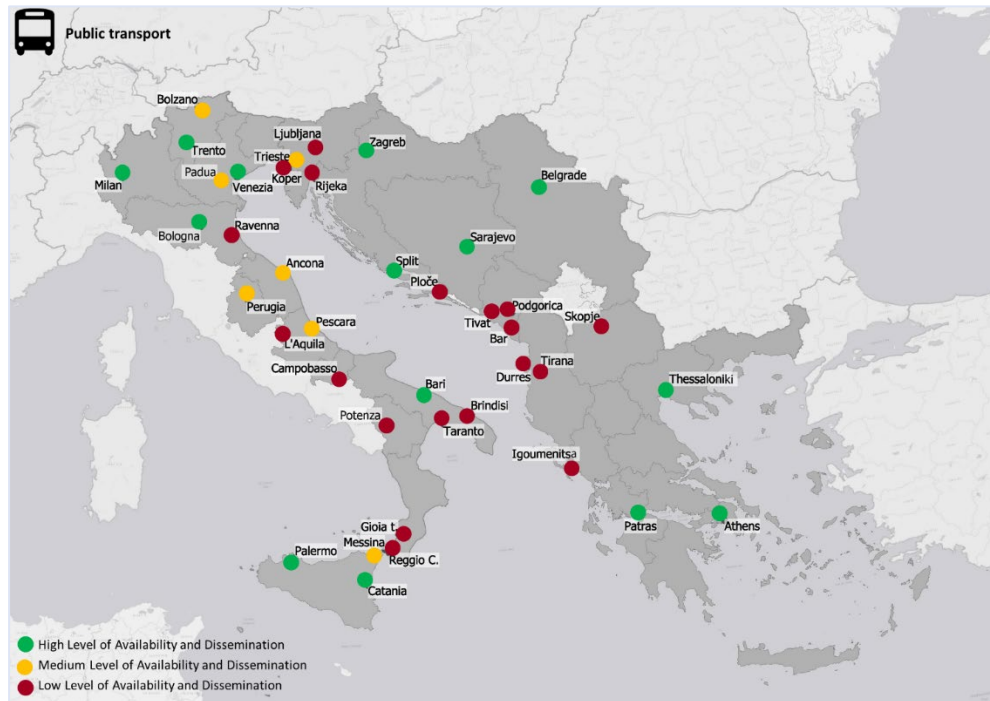 Public transport
Bolzano
Ljubljana
Zagreb
Trento
Trieste
Padua
Koper
Belgrade
Milan
Venezia
Rijeka
Ravenna
Bologna
Sarajevo
Ancona
Split
Ploče
Perugia
Podgorica
Pescara
Tivat
Skopje
Bar
L'Aquila
Campobasso
Tirana
Durres
Bari
Thessaloniki
Brindisi
Potenza
Taranto
Igoumenitsa
Gioia t.
Patras
Athens
Messina
Palermo
Reggio C.
Catania
High Level of Availability and Dissemination
Medium Level of Availability and Dissemination
Low Level of Availability and Dissemination